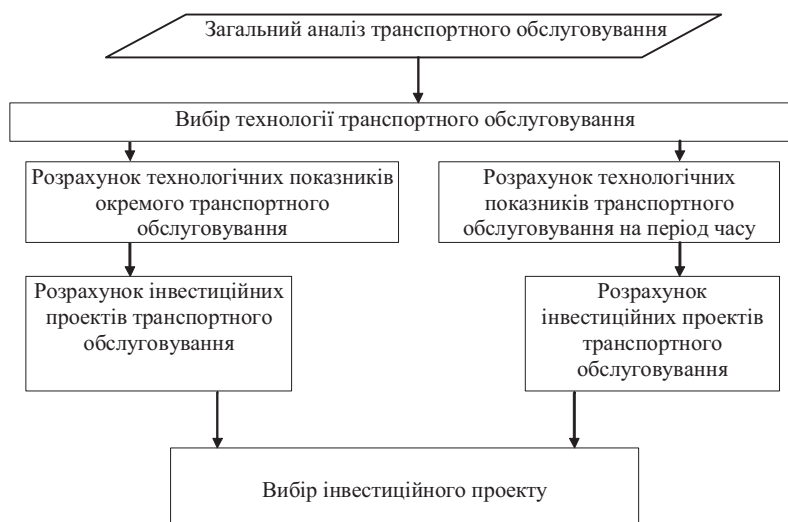 Загальний аналіз транспортного обслуговування
Вибір технології транспортного обслуговування
Розрахунок технологічних показників
окремого транспортного
обслуговування
Розрахунок технологічних
показників транспортного
обслуговування на період часу
Розрахунок інвестиційних
проектів транспортного
обслуговування
Розрахунок
інвестиційних проектів
транспортного
обслуговування
Вибір інвестиційного проекту